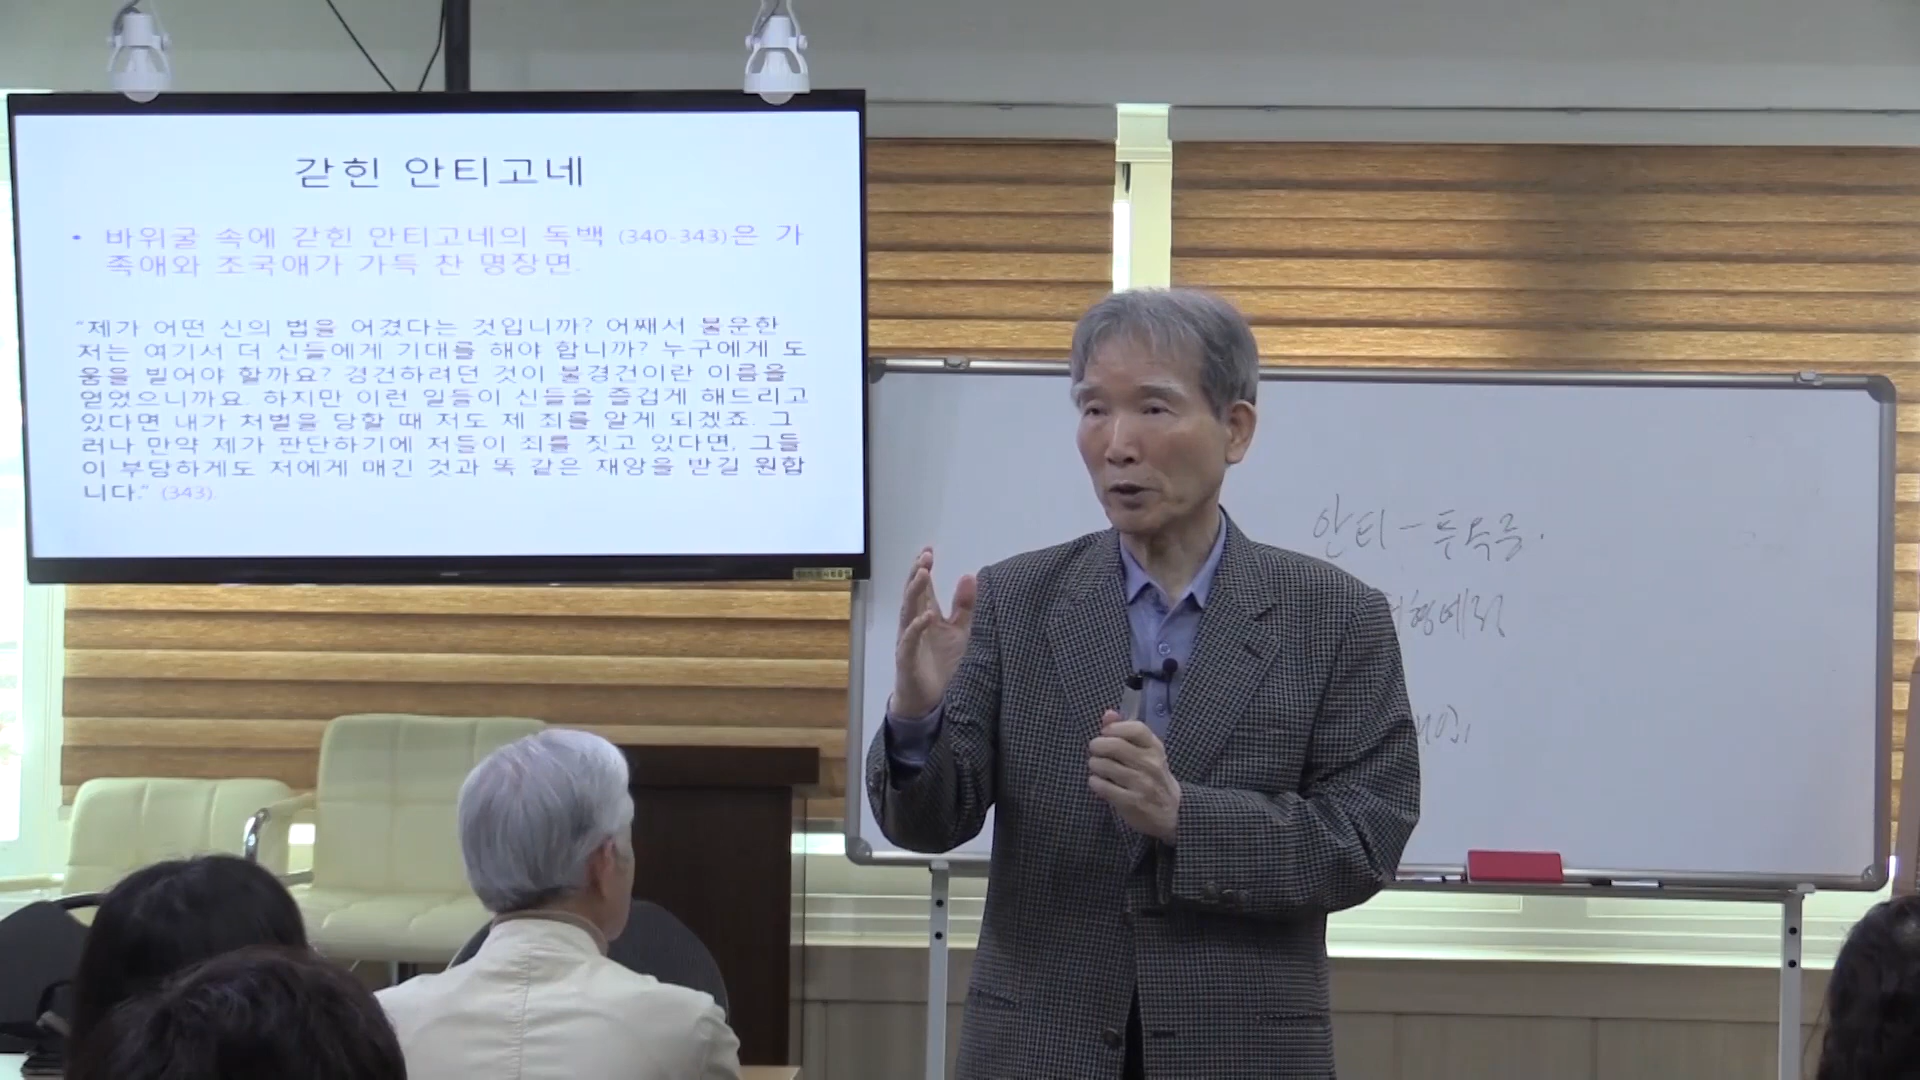 갇힌 안티고네
• 바위굴 속에 갇힌 안티고네의 독백 (340-343)은 가
족애와 조국애가 가득 찬 명장면.
“제가 어떤 신의 법을 어겼다는 것입니까? 어째서 불운한
저는 여기서 더 신들에게 기대를 해야 합니까? 누구에게 도
움을 빌어야 할까요? 경건하려던 것이 불경건이란 이름을
얻었으니까요. 하지만 이런 일들이 신들을 즐겁게 해드리고
있다면 내가 처벌을 당할 때 저도 제 죄를 알게 되겠죠. 그
러나 만약 제가 판단하기에 저들이 죄를 짓고 있다면, 그들
이 부당하게도 저에게 매긴 것과 똑 같은 재앙을 받길 원합
니다.” (343)
안티-